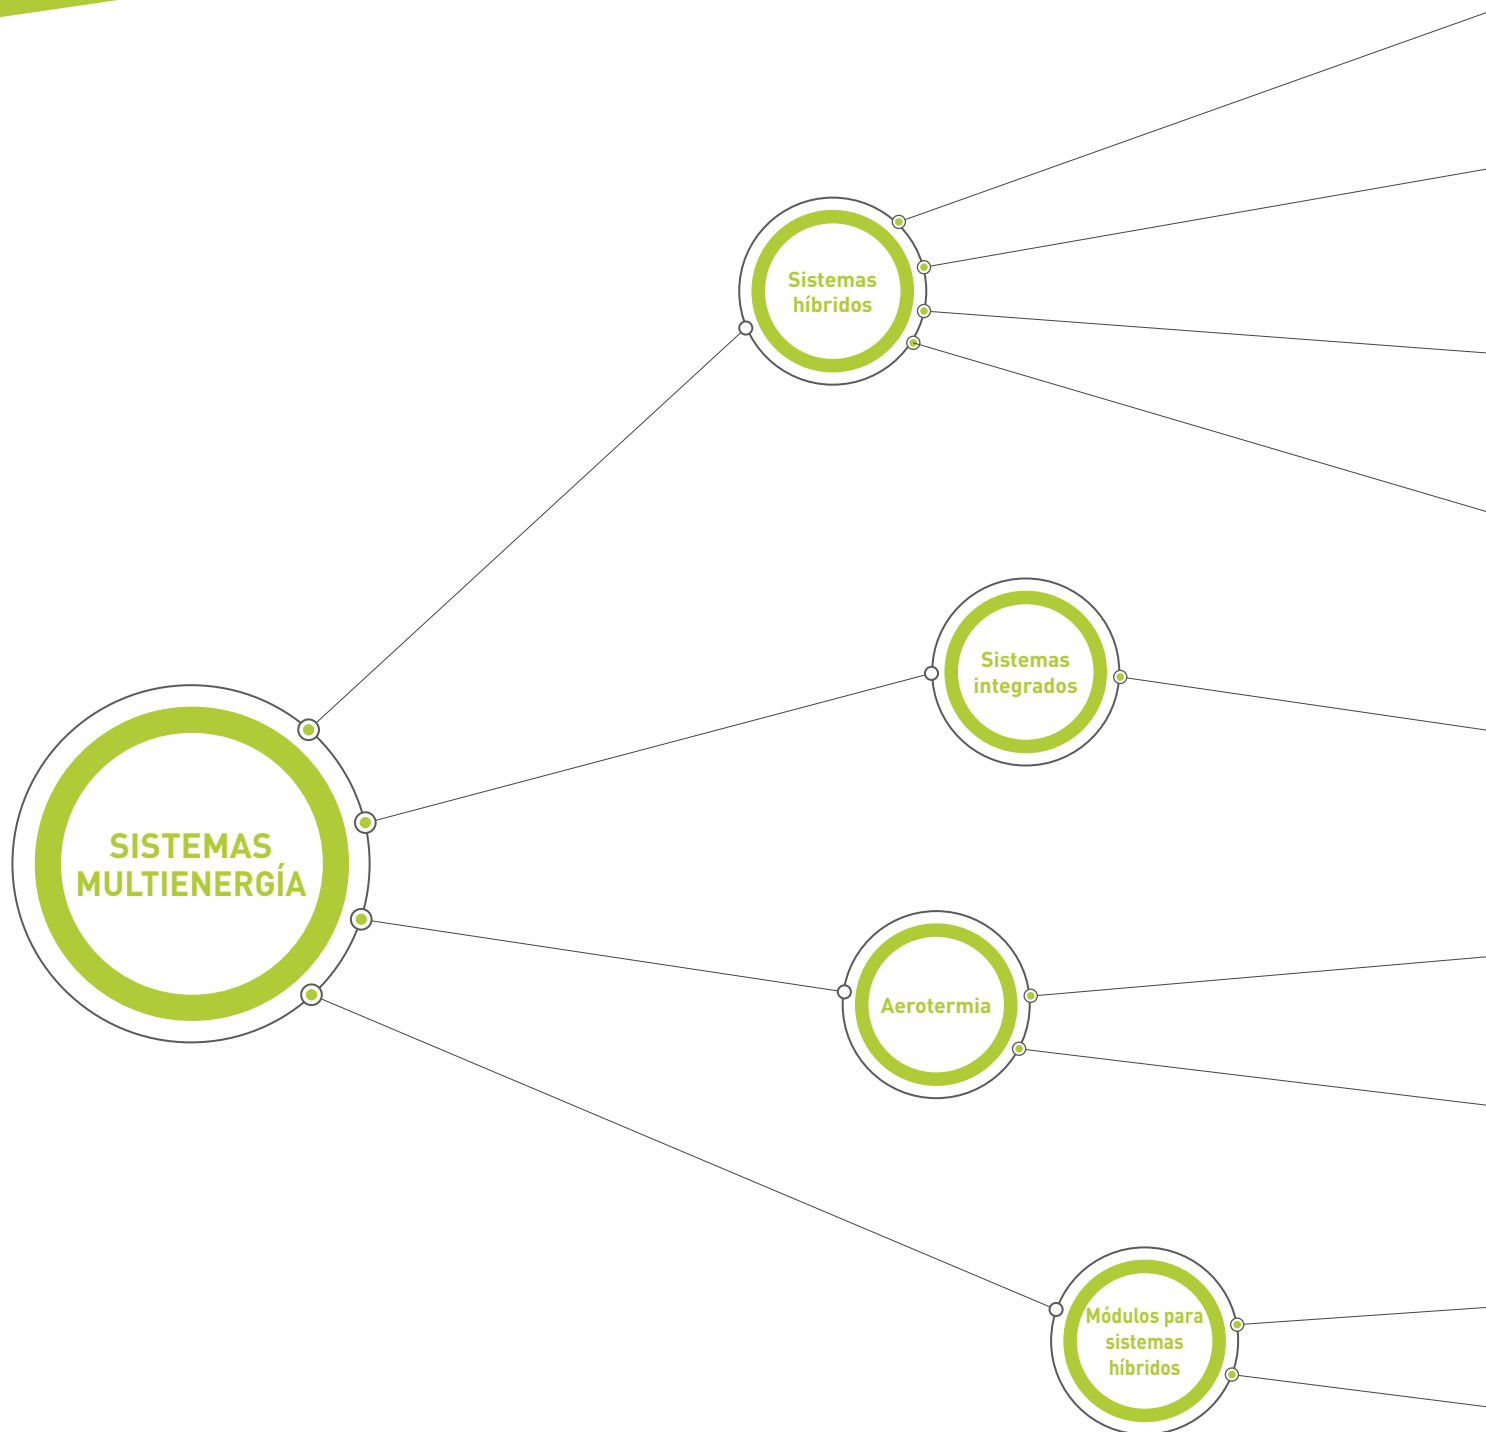 Sistemas
híbridos
Sistemas
integrados
SISTEMAS
MULTIENERGÍA
Aerotermia
Módulos para
sistemas
híbridos